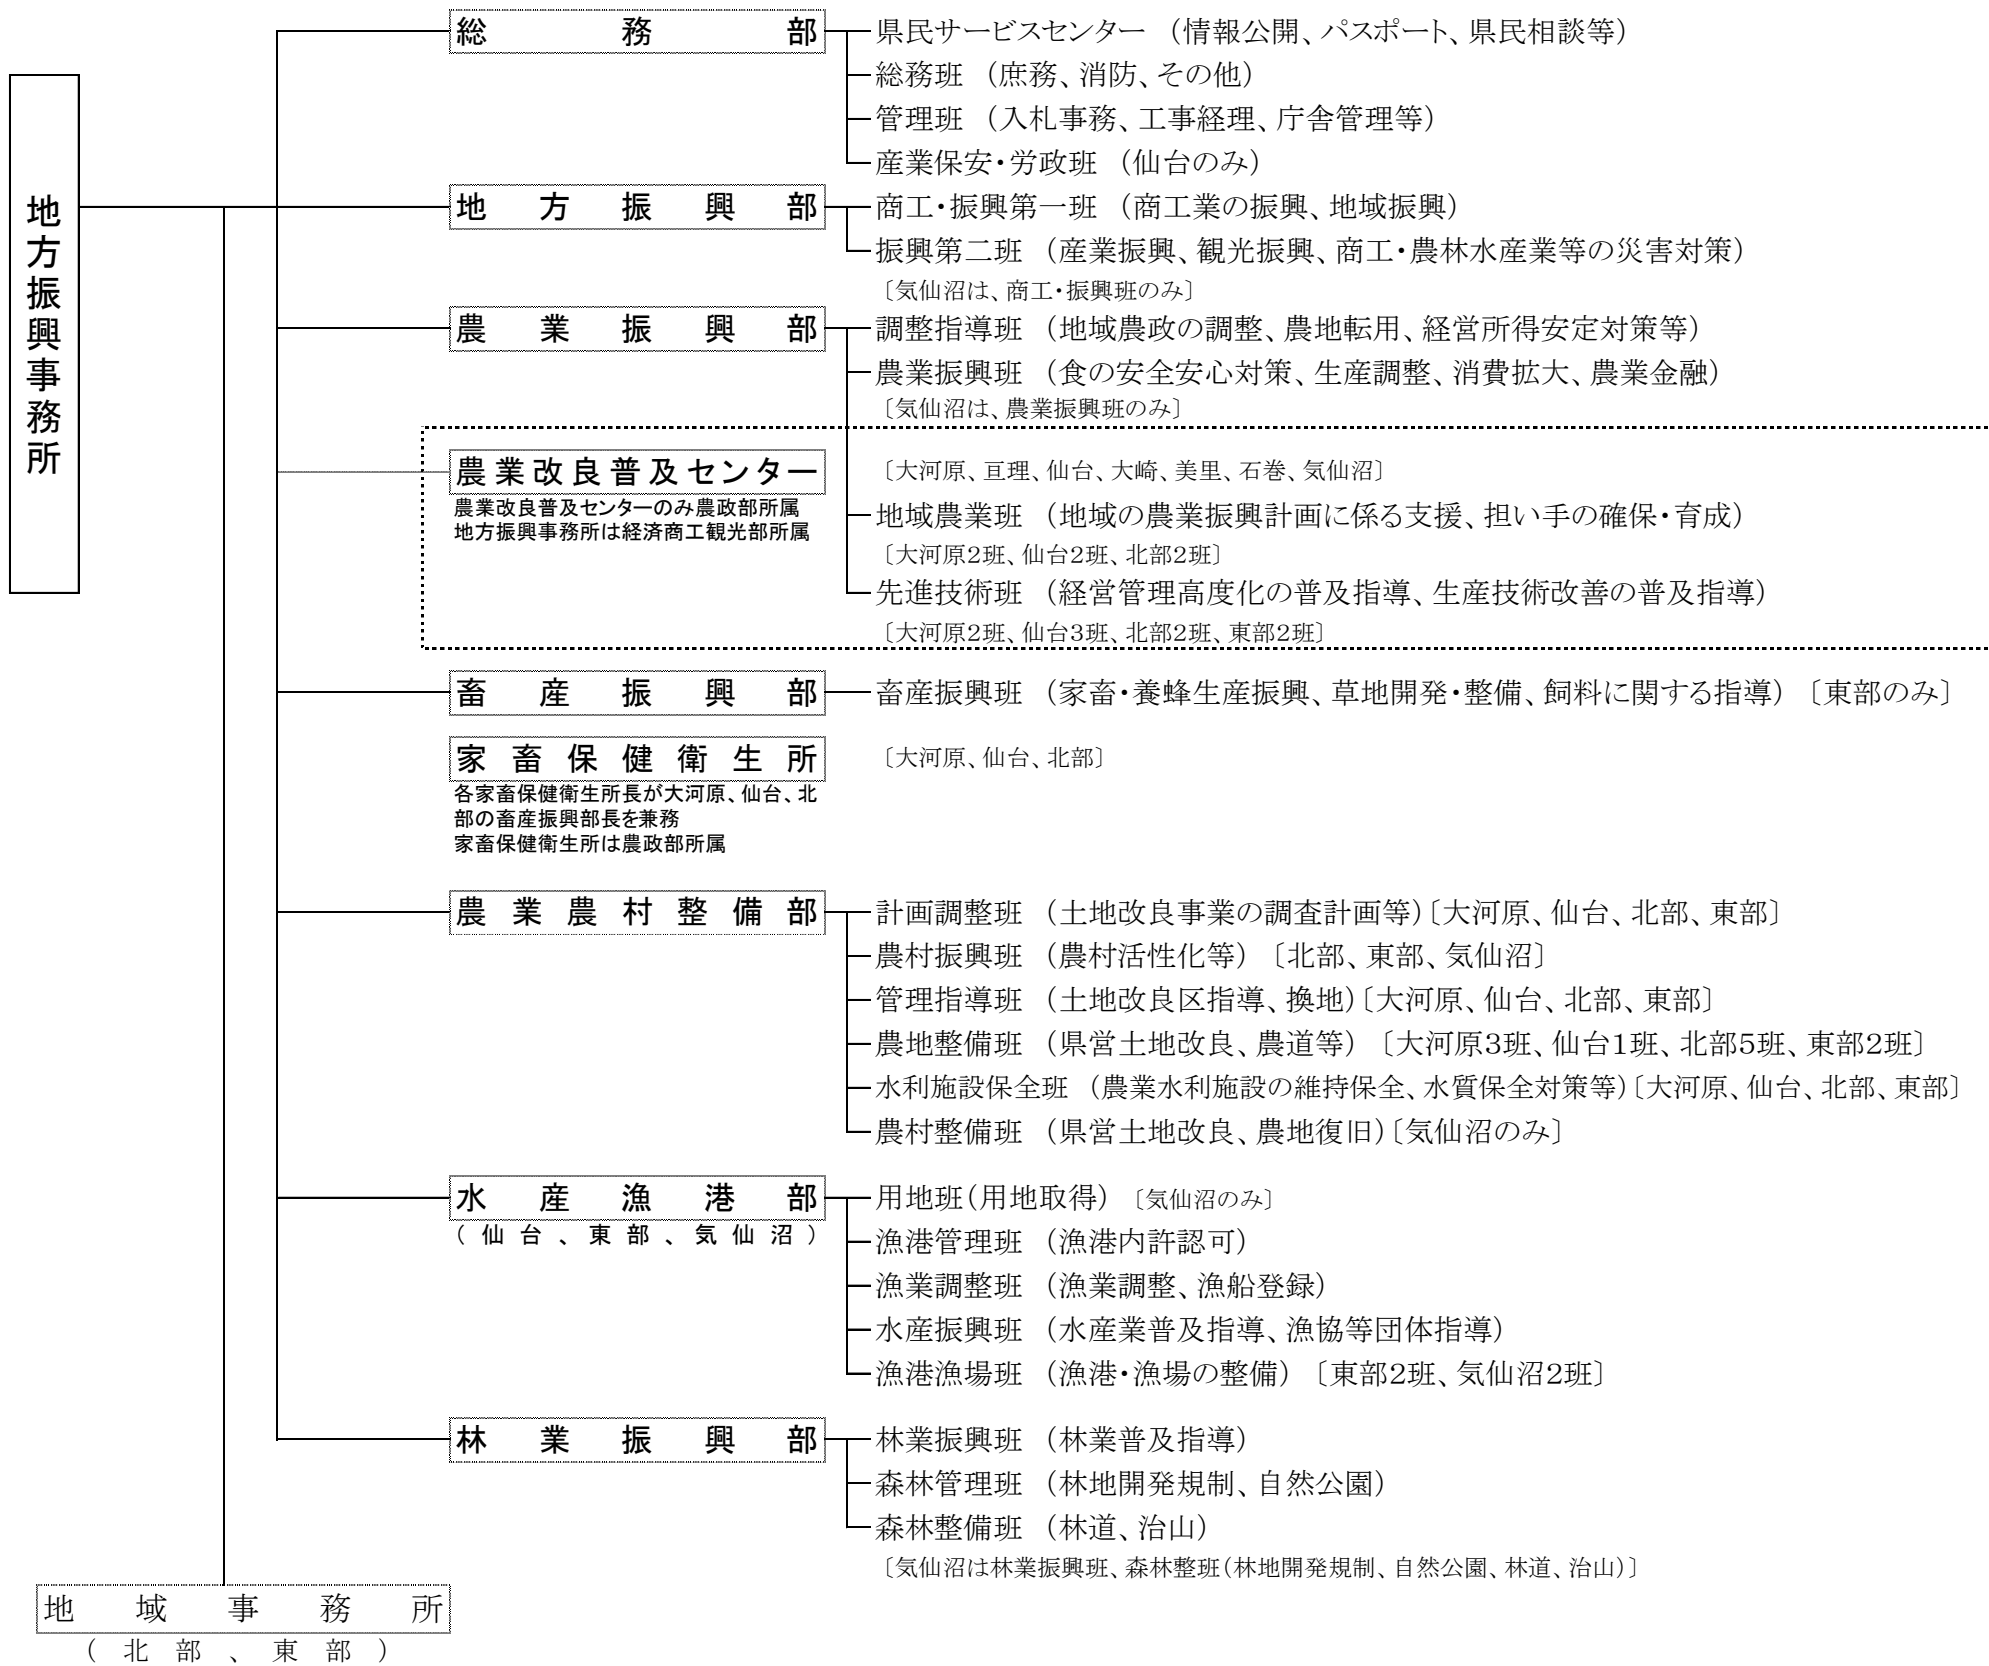 地方振興事務所
総務部
県民サービスセンター （情報公開、パスポート、県民相談等）
総務班 （庶務、消防、その他）
管理班 （入札事務、工事経理、庁舎管理等）
産業保安・労政班 （仙台のみ）
地方振興部
商工・振興第一班 （商工業の振興、地域振興）
振興第二班 （産業振興、観光振興、商工・農林水産業等の災害対策）
〔気仙沼は、商工・振興班のみ〕
農業振興部
調整指導班 （地域農政の調整、農地転用、経営所得安定対策等）
農業振興班 （食の安全安心対策、生産調整、消費拡大、農業金融）
〔気仙沼は、農業振興班のみ〕
農業改良普及センター
〔大河原、亘理、仙台、大崎、美里、石巻、気仙沼〕
農業改良普及センターのみ農政部所属
地方振興事務所は経済商工観光部所属
地域農業班 （地域の農業振興計画に係る支援、担い手の確保・育成）
〔大河原2班、仙台2班、北部2班〕
先進技術班 （経営管理高度化の普及指導、生産技術改善の普及指導）
〔大河原2班、仙台3班、北部2班、東部2班〕
畜産振興部
畜産振興班 （家畜・養蜂生産振興、草地開発・整備、飼料に関する指導） 〔東部のみ〕
家畜保健衛生所
〔大河原、仙台、北部〕
各家畜保健衛生所長が大河原、仙台、北
部の畜産振興部長を兼務
家畜保健衛生所は農政部所属
農業農村整備部
計画調整班 （土地改良事業の調査計画等）〔大河原、仙台、北部、東部〕
農村振興班 （農村活性化等） 〔北部、東部、気仙沼〕
管理指導班 （土地改良区指導、換地）〔大河原、仙台、北部、東部〕
農地整備班 （県営土地改良、農道等） 〔大河原3班、仙台1班、北部5班、東部2班〕
水利施設保全班 （農業水利施設の維持保全、水質保全対策等）〔大河原、仙台、北部、東部〕
農村整備班 （県営土地改良、農地復旧）〔気仙沼のみ〕
水産漁港部
（仙台、東部、気仙沼）
用地班（用地取得） 〔気仙沼のみ〕
漁港管理班 （漁港内許認可）
漁業調整班 （漁業調整、漁船登録）
水産振興班 （水産業普及指導、漁協等団体指導）
漁港漁場班 （漁港・漁場の整備） 〔東部2班、気仙沼2班〕
林業振興部
林業振興班 （林業普及指導）
森林管理班 （林地開発規制、自然公園）
森林整備班 （林道、治山）
〔気仙沼は林業振興班、森林整班（林地開発規制、自然公園、林道、治山）〕
地域事務所
（北部、東部）